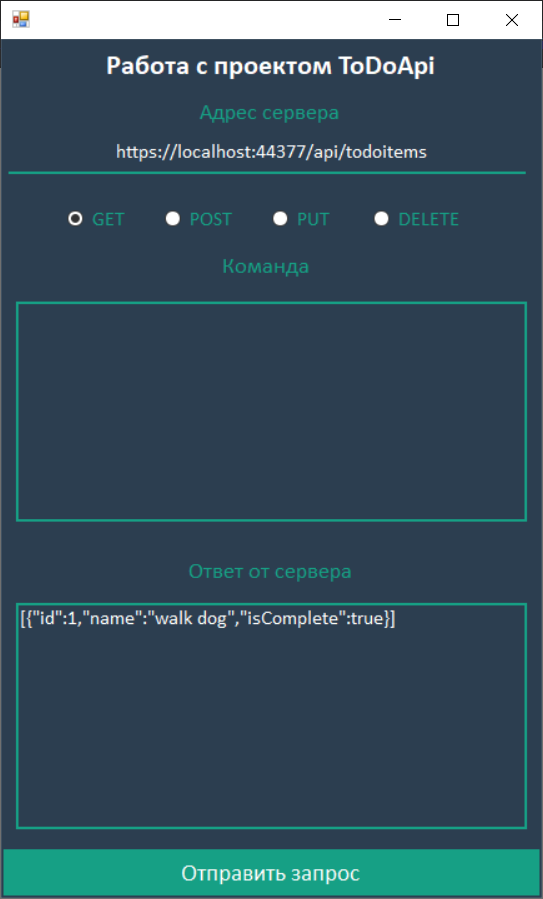 Работа с проектом ToDoApi
Адрес сервера
https://localhost:44377/api/todoitems
GET POST PUT DELETE
Команда
Ответ от сервера
[{"id":1,"name":"walk dog","isComplete":true}]
Отправить запрос